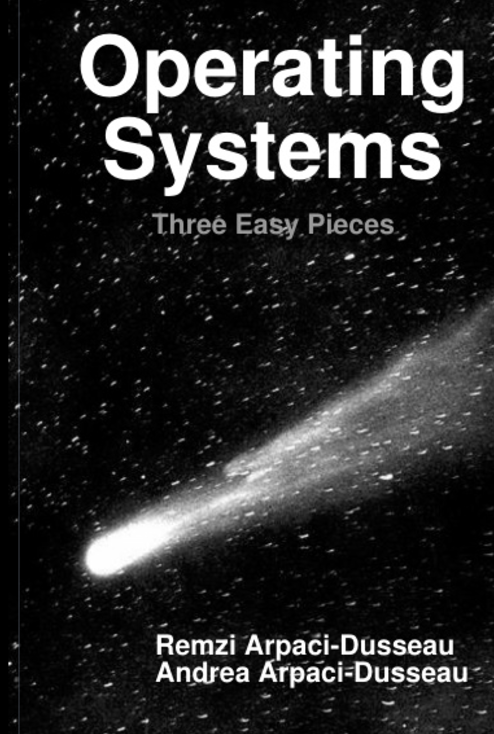 Operating
Systems
Three Easy Pieces
Remzi Arpaci-Dusseau
Andrea Arpaci-Dusseau